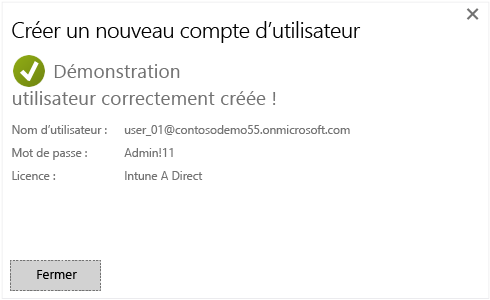 Créer un nouveau compte d’utilisateur
Démonstration
utilisateur correctement créée !
Nom d’utilisateur : user_01@contosodemo55.onmicrosoft.com
Mot de passe : Admin!11
Licence : Intune A Direct
Fermer